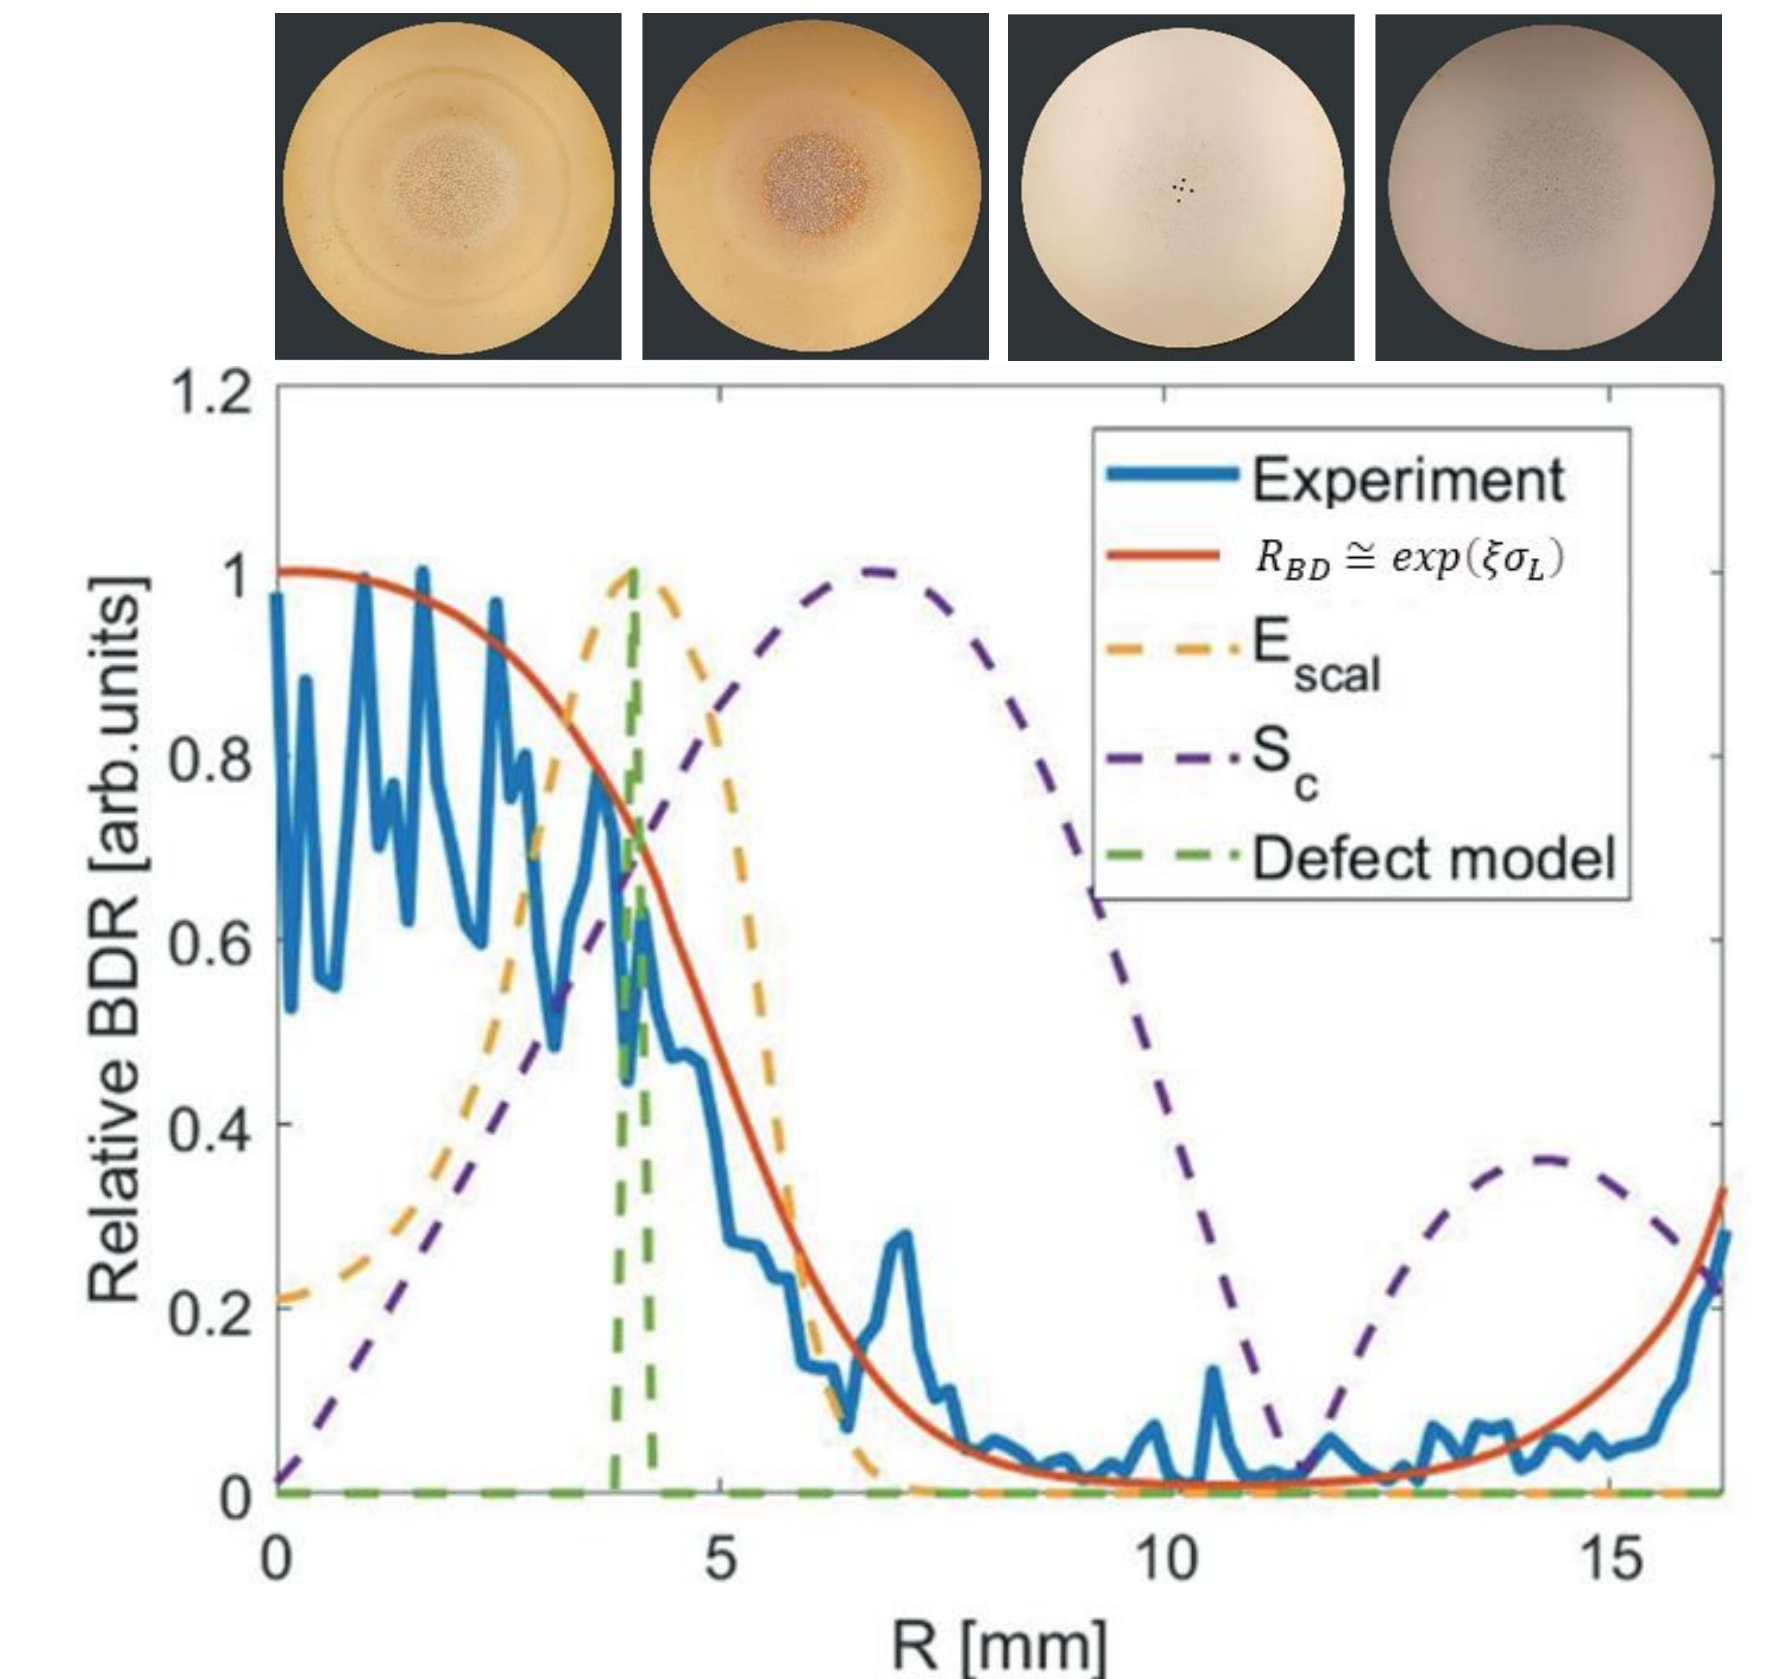 1.2
1
0.8
0.6
0.4
0.2
0
Relative BDR [arb.units]
Experiment
R_BD ≅ exp(ξσ_L)
E_scal
S_c
Defect model
0 5 10 15
R [mm]